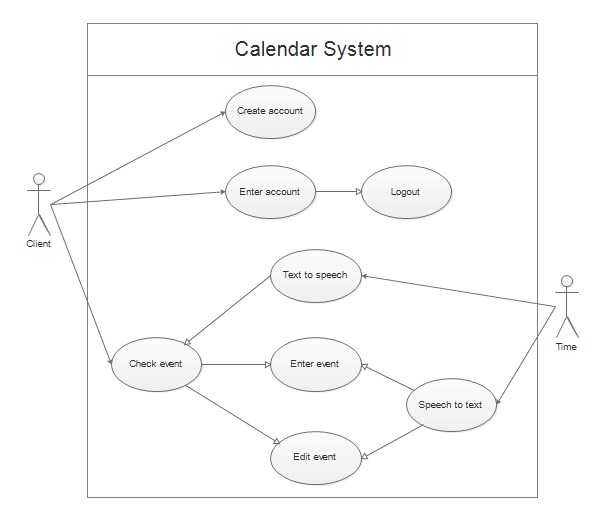 Calendar System
Create account
Enter account
Logout
Client
Text to speech
Time
Check event
Enter event
Speech to text
Edit event